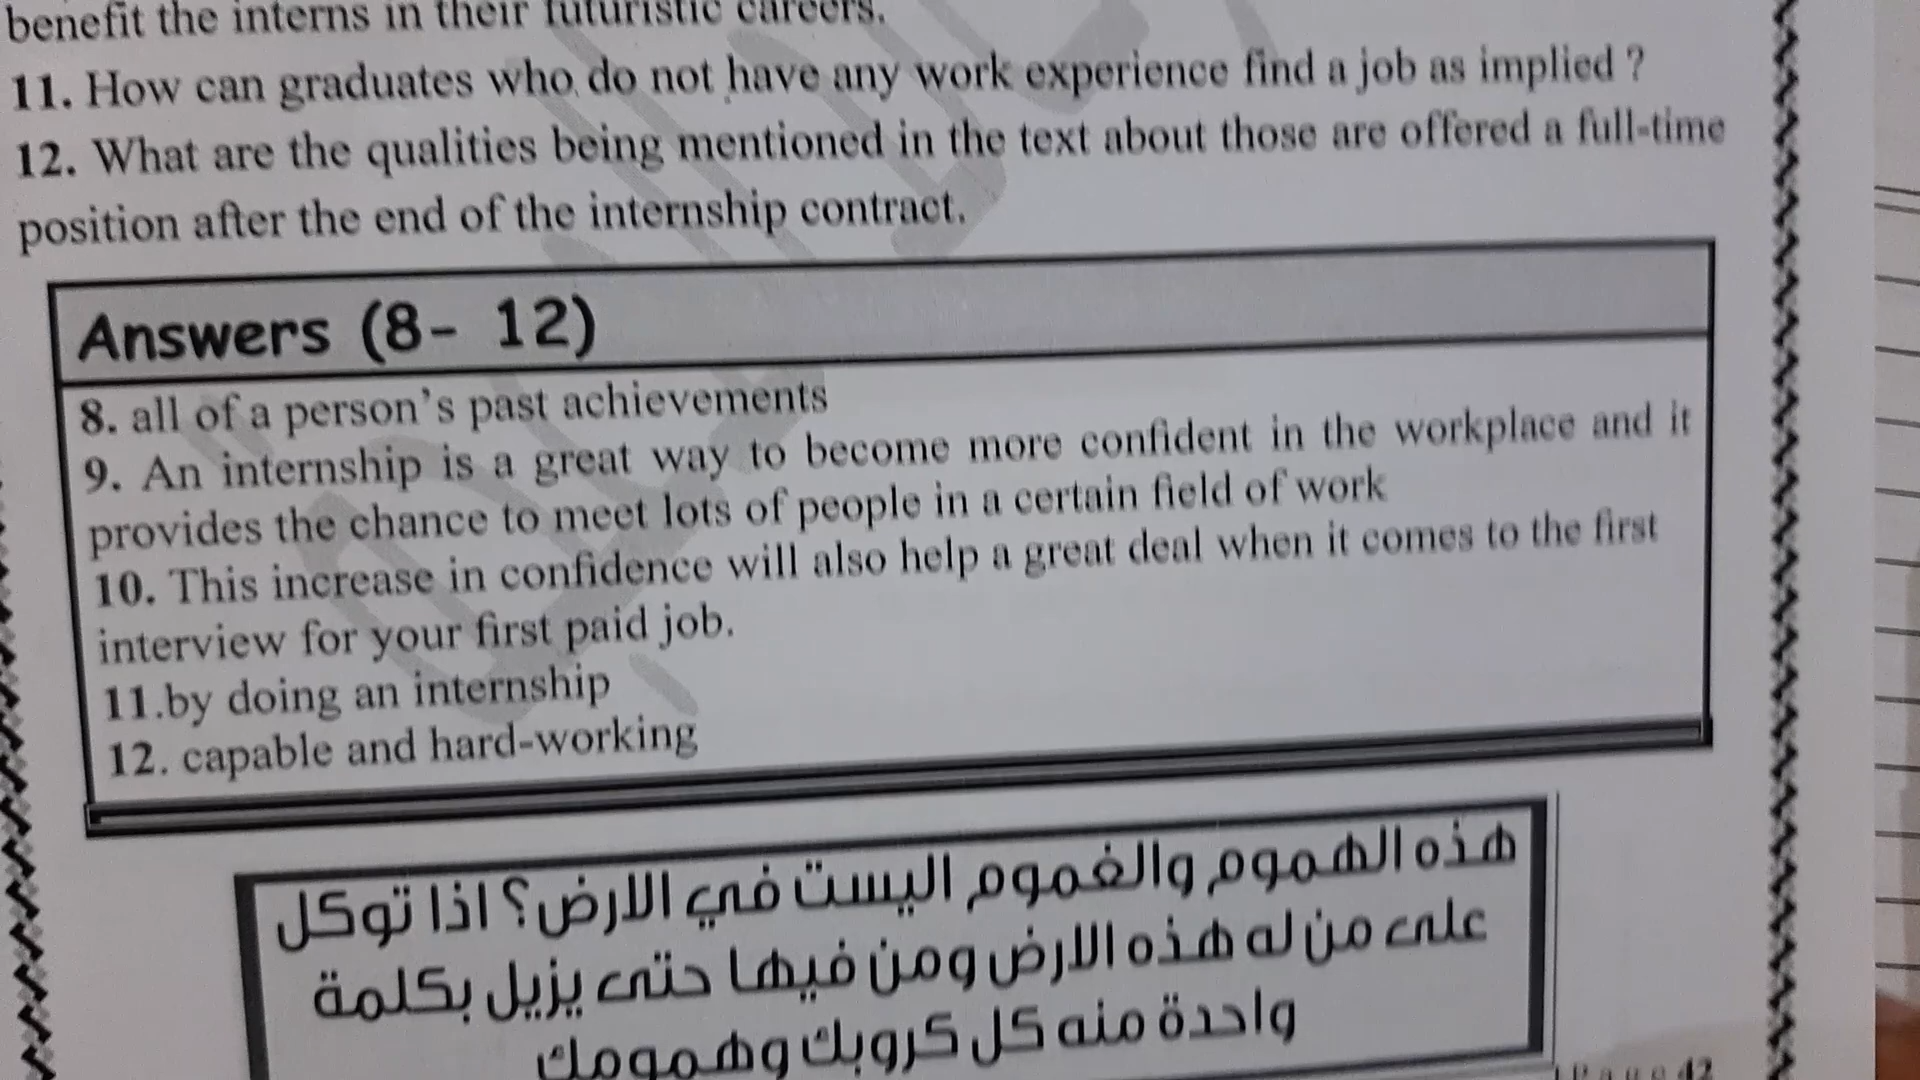 benefit the interns in their futuristic careers.
11. How can graduates who do not have any work experience find a job as implied ?
12. What are the qualities being mentioned in the text about those are offered a full-time
position after the end of the internship contract.
Answers (8- 12)
8. all of a person's past achievements
9. An internship is a great way to become more confident in the workplace and it
provides the chance to meet lots of people in a certain field of work
10. This increase in confidence will also help a great deal when it comes to the first
interview for your first paid job.
11.by doing an internship
12. capable and hard-working
هذه الهموم والغموم اليست في الارض؟ اذا توكل
على من له هذه الارض ومن فيها حتى يزيل بكلمة
واحدة منه كل كروبك وهمومك
42